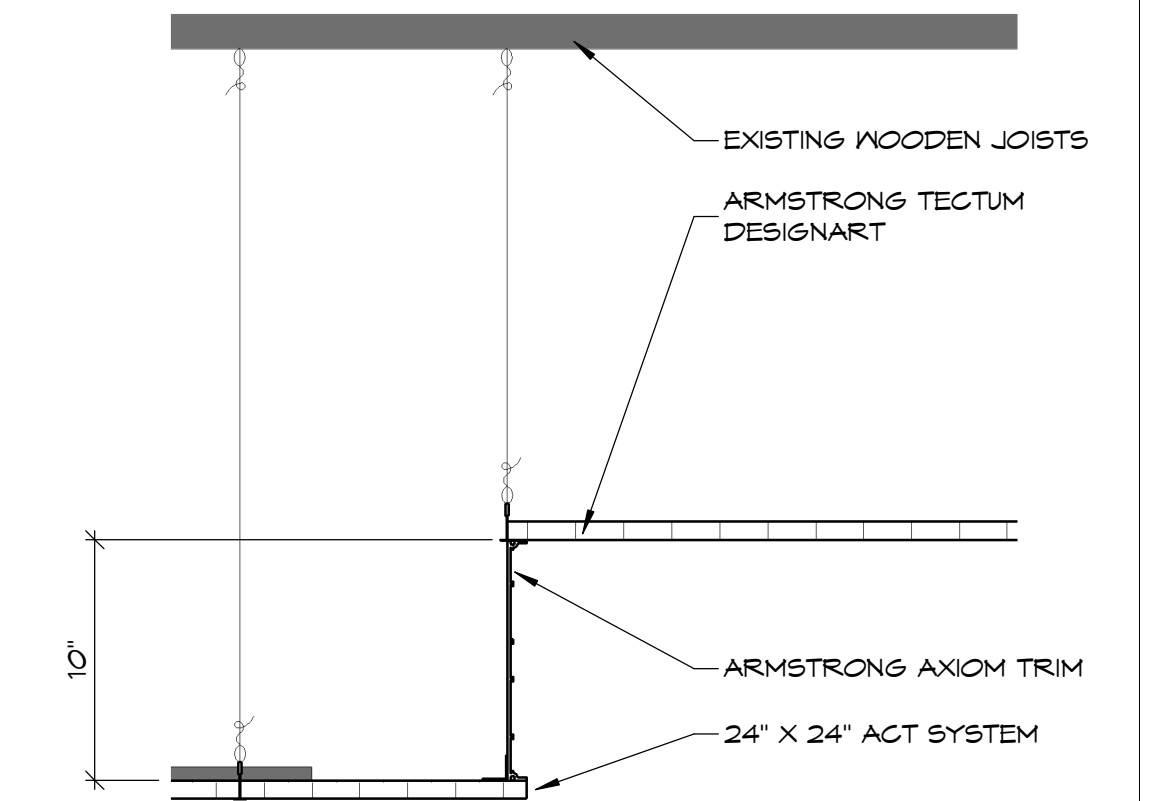 EXISTING WOODEN JOISTS
ARMSTRONG TECTUM
DESIGNART
10"
ARMSTRONG AXIOM TRIM
24" X 24" ACT SYSTEM